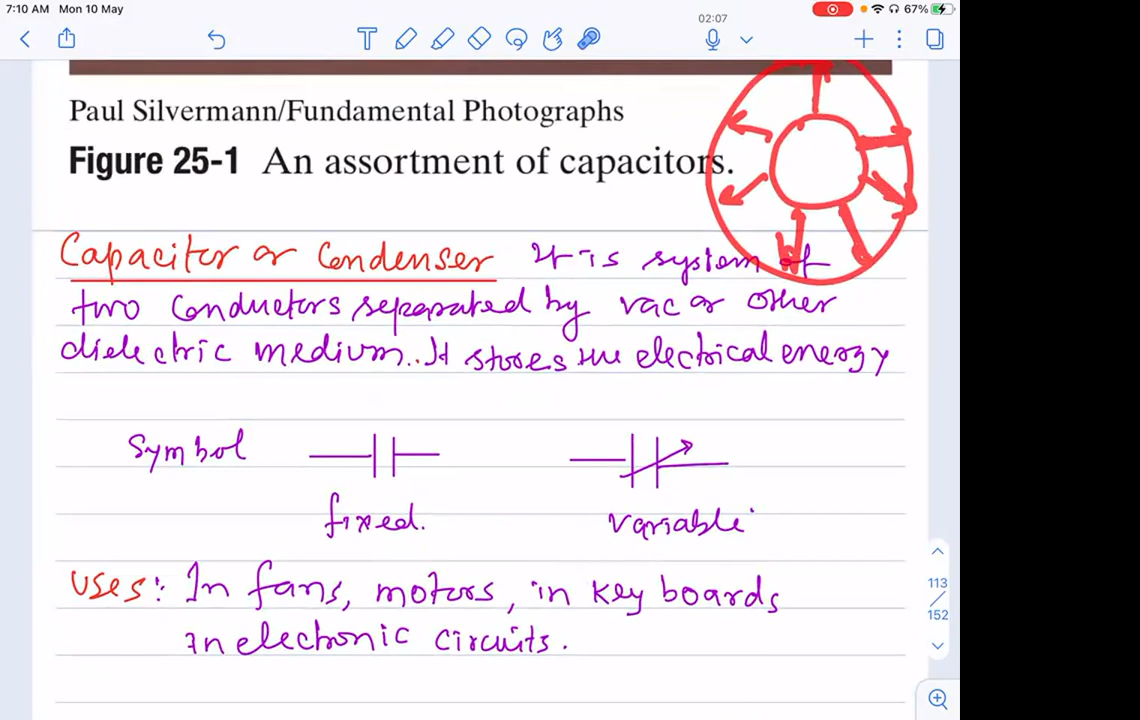 7:10 AM Mon 10 May
67%
02:07
T
Paul Silvermann/Fundamental Photographs
Figure 25-1 An assortment of capacitors.
Capacitor or Condenser It is system of
two conductors separated by vac or other
dielectric medium.. It stores the electrical energy
Symbol
fixed.
variable
Uses: In fans, motors, in key boards
In electronic circuits.
113
/
152